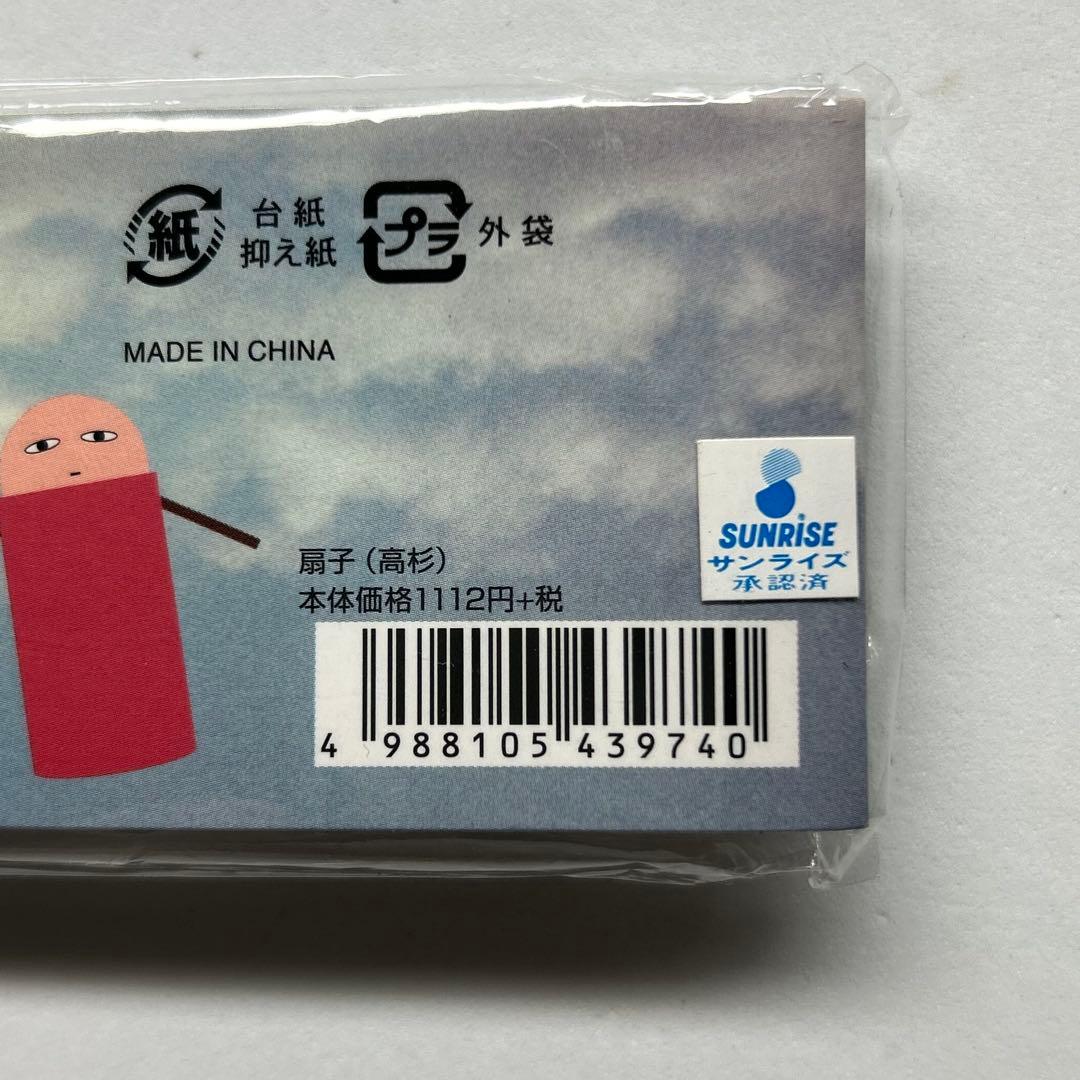 紙
台紙
抑え紙
プラ
外袋
MADE IN CHINA
SUNRISE®
サンライズ
承認済
扇子（高杉）
本体価格1112円+税
4 988105 439740